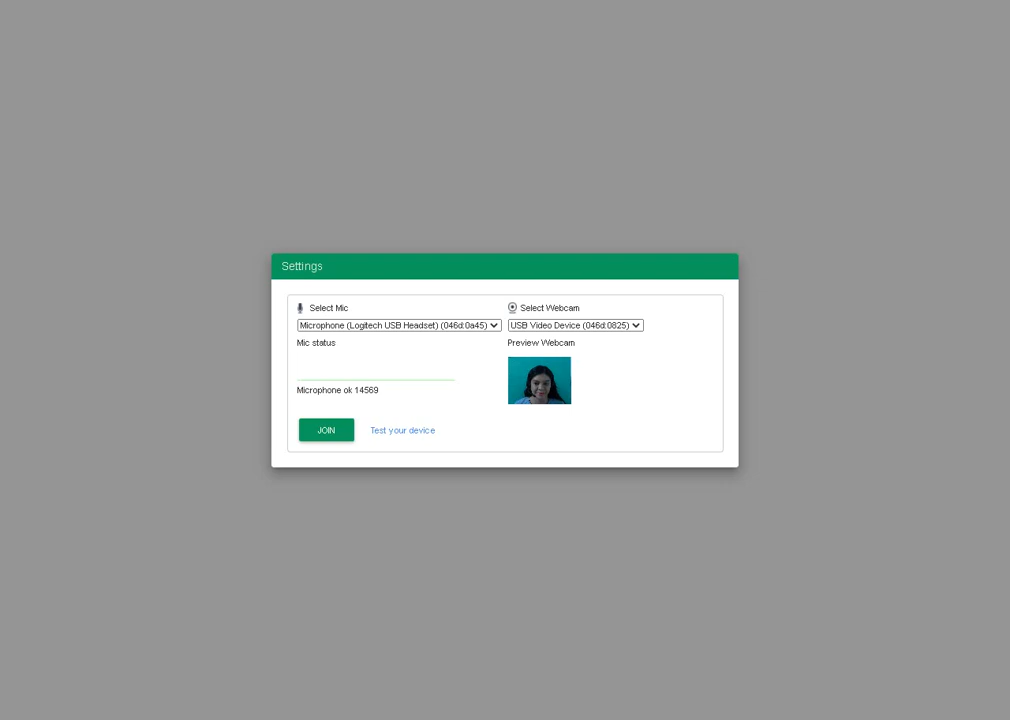 Settings
Select Mic
Select Webcam
Microphone (Logitech USB Headset) (046d:0a45)
USB Video Device (046d:0825)
Mic status
Preview Webcam
Microphone ok 14569
JOIN
Test your device